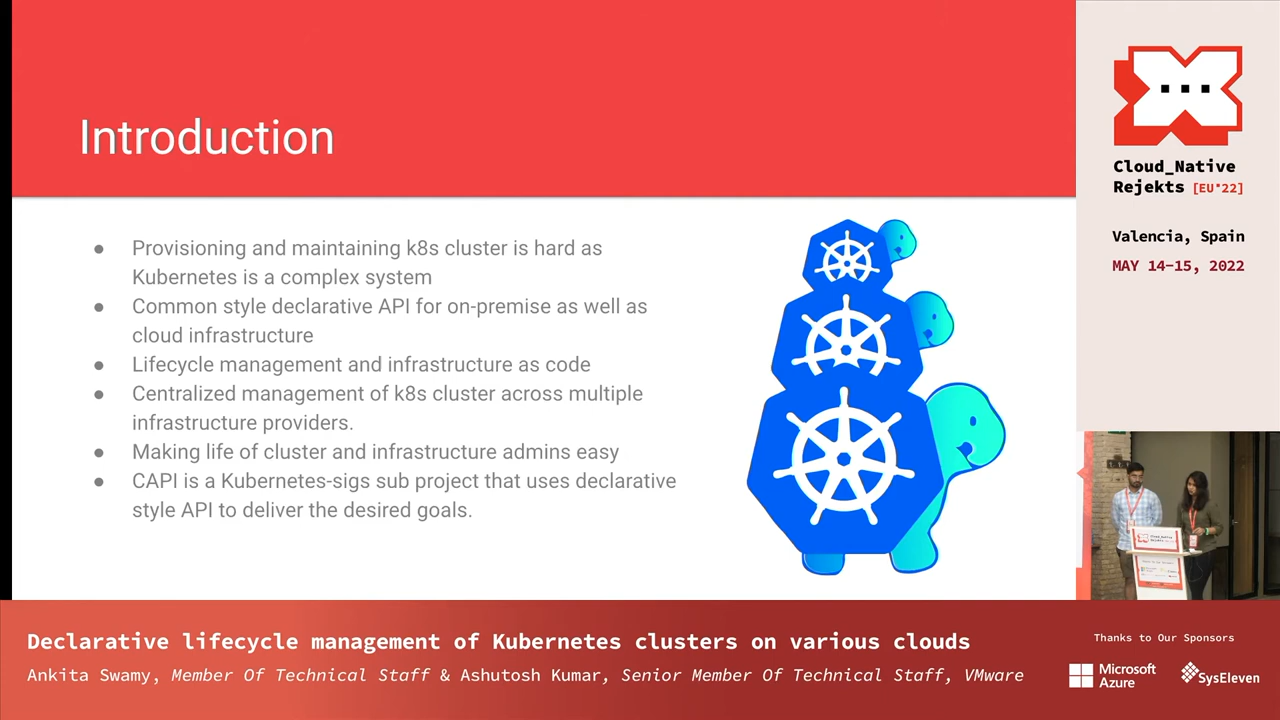 Introduction
● Provisioning and maintaining k8s cluster is hard as
Kubernetes is a complex system
● Common style declarative API for on-premise as well as
cloud infrastructure
● Lifecycle management and infrastructure as code
● Centralized management of k8s cluster across multiple
infrastructure providers.
● Making life of cluster and infrastructure admins easy
● CAPI is a Kubernetes-sigs sub project that uses declarative
style API to deliver the desired goals.
Cloud_Native
Rejekts [EU*22]
Valencia, Spain
MAY 14-15, 2022
Declarative lifecycle management of Kubernetes clusters on various clouds
Ankita Swamy, Member Of Technical Staff & Ashutosh Kumar, Senior Member Of Technical Staff, VMware
Thanks to Our Sponsors
Microsoft
Azure
SysEleven